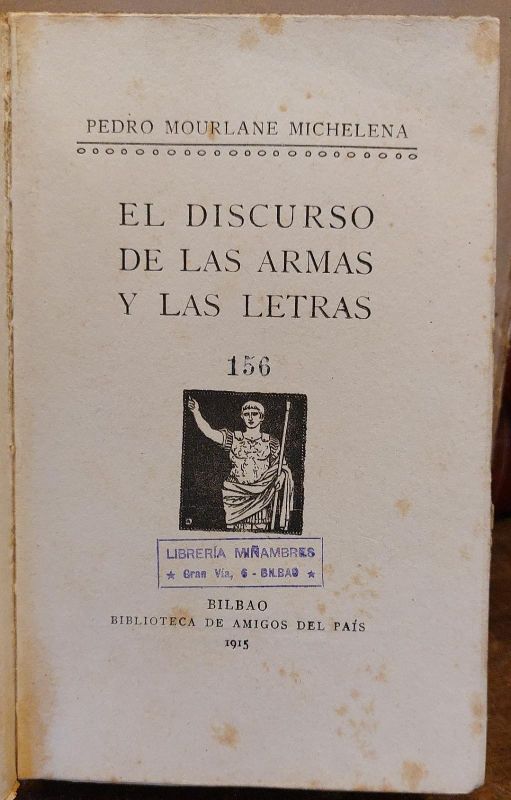 PEDRO MOURLANE MICHELENA
EL DISCURSO
DE LAS ARMAS
Y LAS LETRAS
156
LIBRERÍA MIÑAMBRES
★ Gran Vía, 6 - BILBAO ★
BILBAO
BIBLIOTECA DE AMIGOS DEL PAÍS
1915